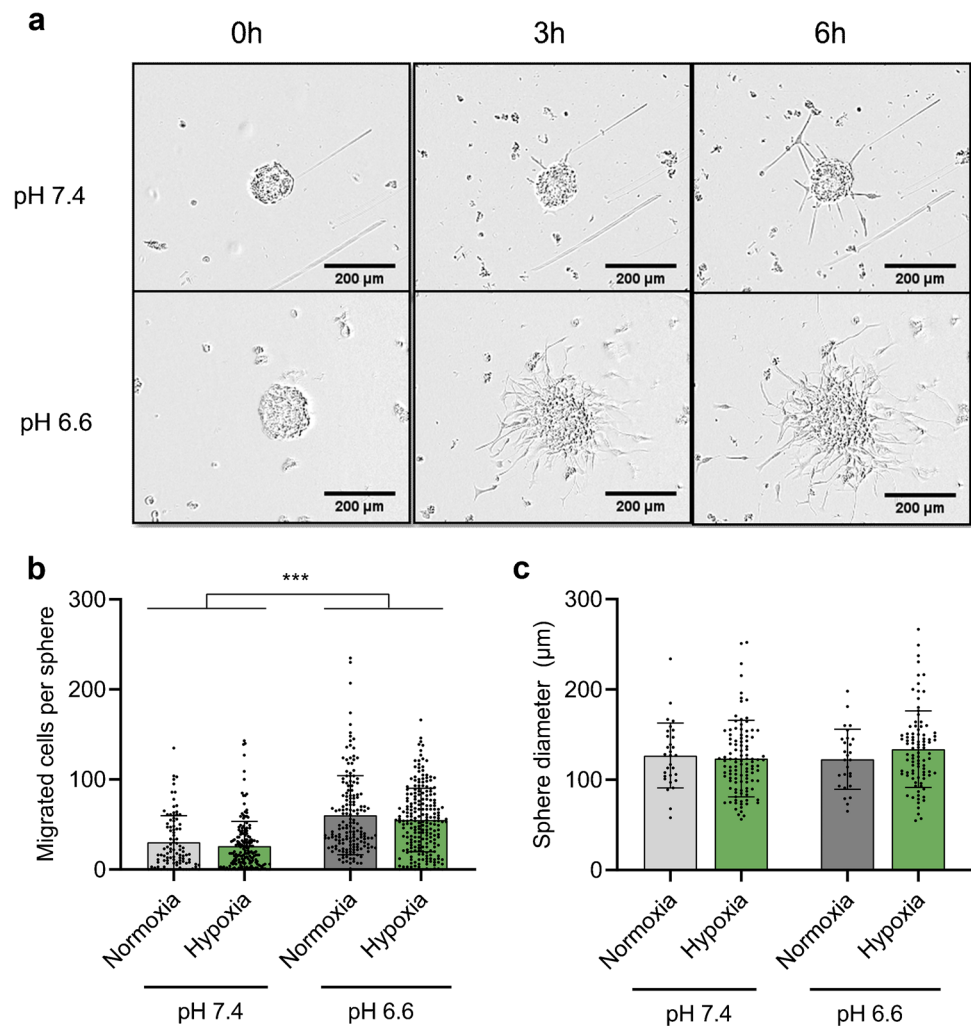 a
0h 3h 6h
pH 7.4
200 µm 200 µm 200 µm
pH 6.6
200 µm 200 µm 200 µm
b
***
Migrated cells per sphere
300
200
100
0
Normoxia Hypoxia Normoxia Hypoxia
pH 7.4 pH 6.6
c
Sphere diameter (µm)
300
200
100
0
Normoxia Hypoxia Normoxia Hypoxia
pH 7.4 pH 6.6